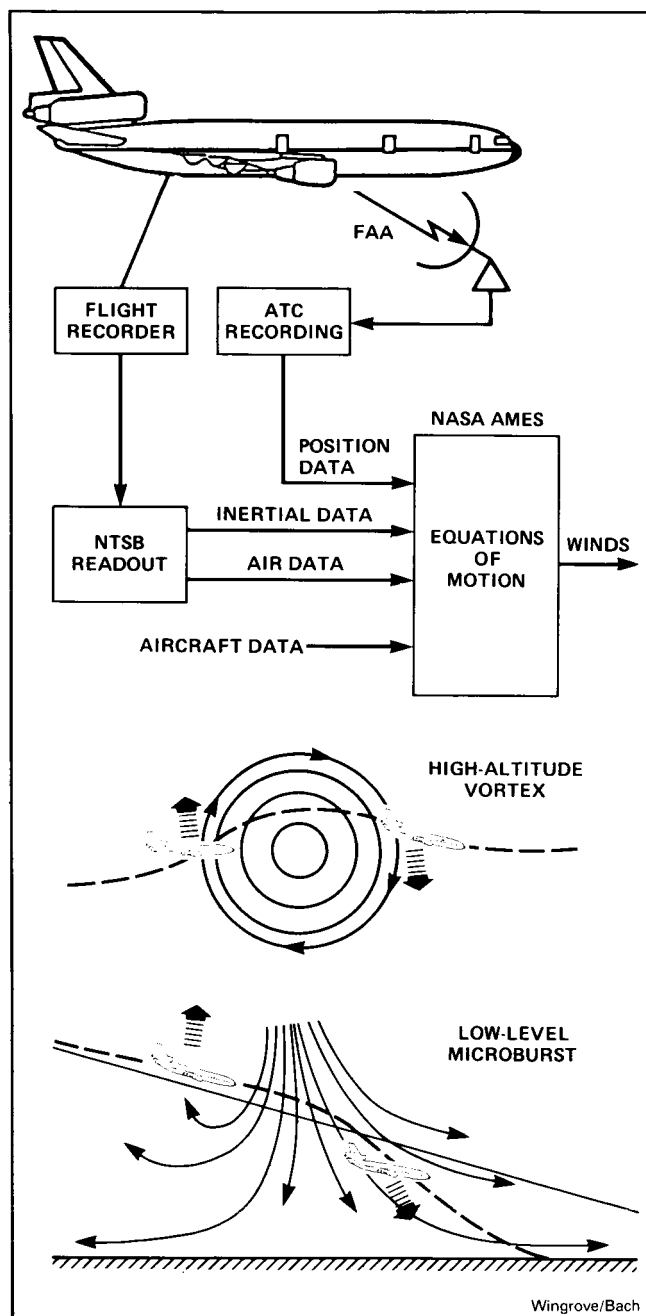 FAA
FLIGHT
RECORDER
ATC
RECORDING
NASA AMES
POSITION
DATA
INERTIAL DATA
NTSB
READOUT
AIR DATA
EQUATIONS
OF
MOTION
WINDS
AIRCRAFT DATA
HIGH-ALTITUDE
VORTEX
LOW-LEVEL
MICROBURST
Wingrove/Bach